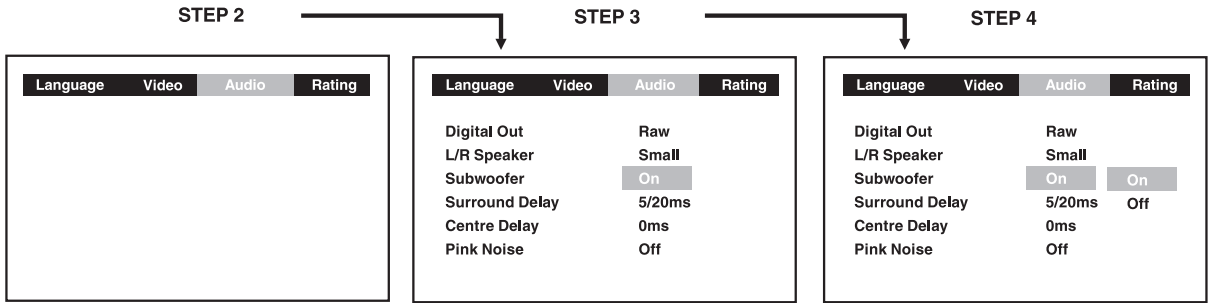 STEP 2
STEP 3
STEP 4
Language Video Audio Rating
Language Video Audio Rating
Digital Out Raw
L/R Speaker Small
Subwoofer On
Surround Delay 5/20ms
Centre Delay 0ms
Pink Noise Off
Language Video Audio Rating
Digital Out Raw
L/R Speaker Small
Subwoofer On On
Surround Delay 5/20ms Off
Centre Delay 0ms
Pink Noise Off